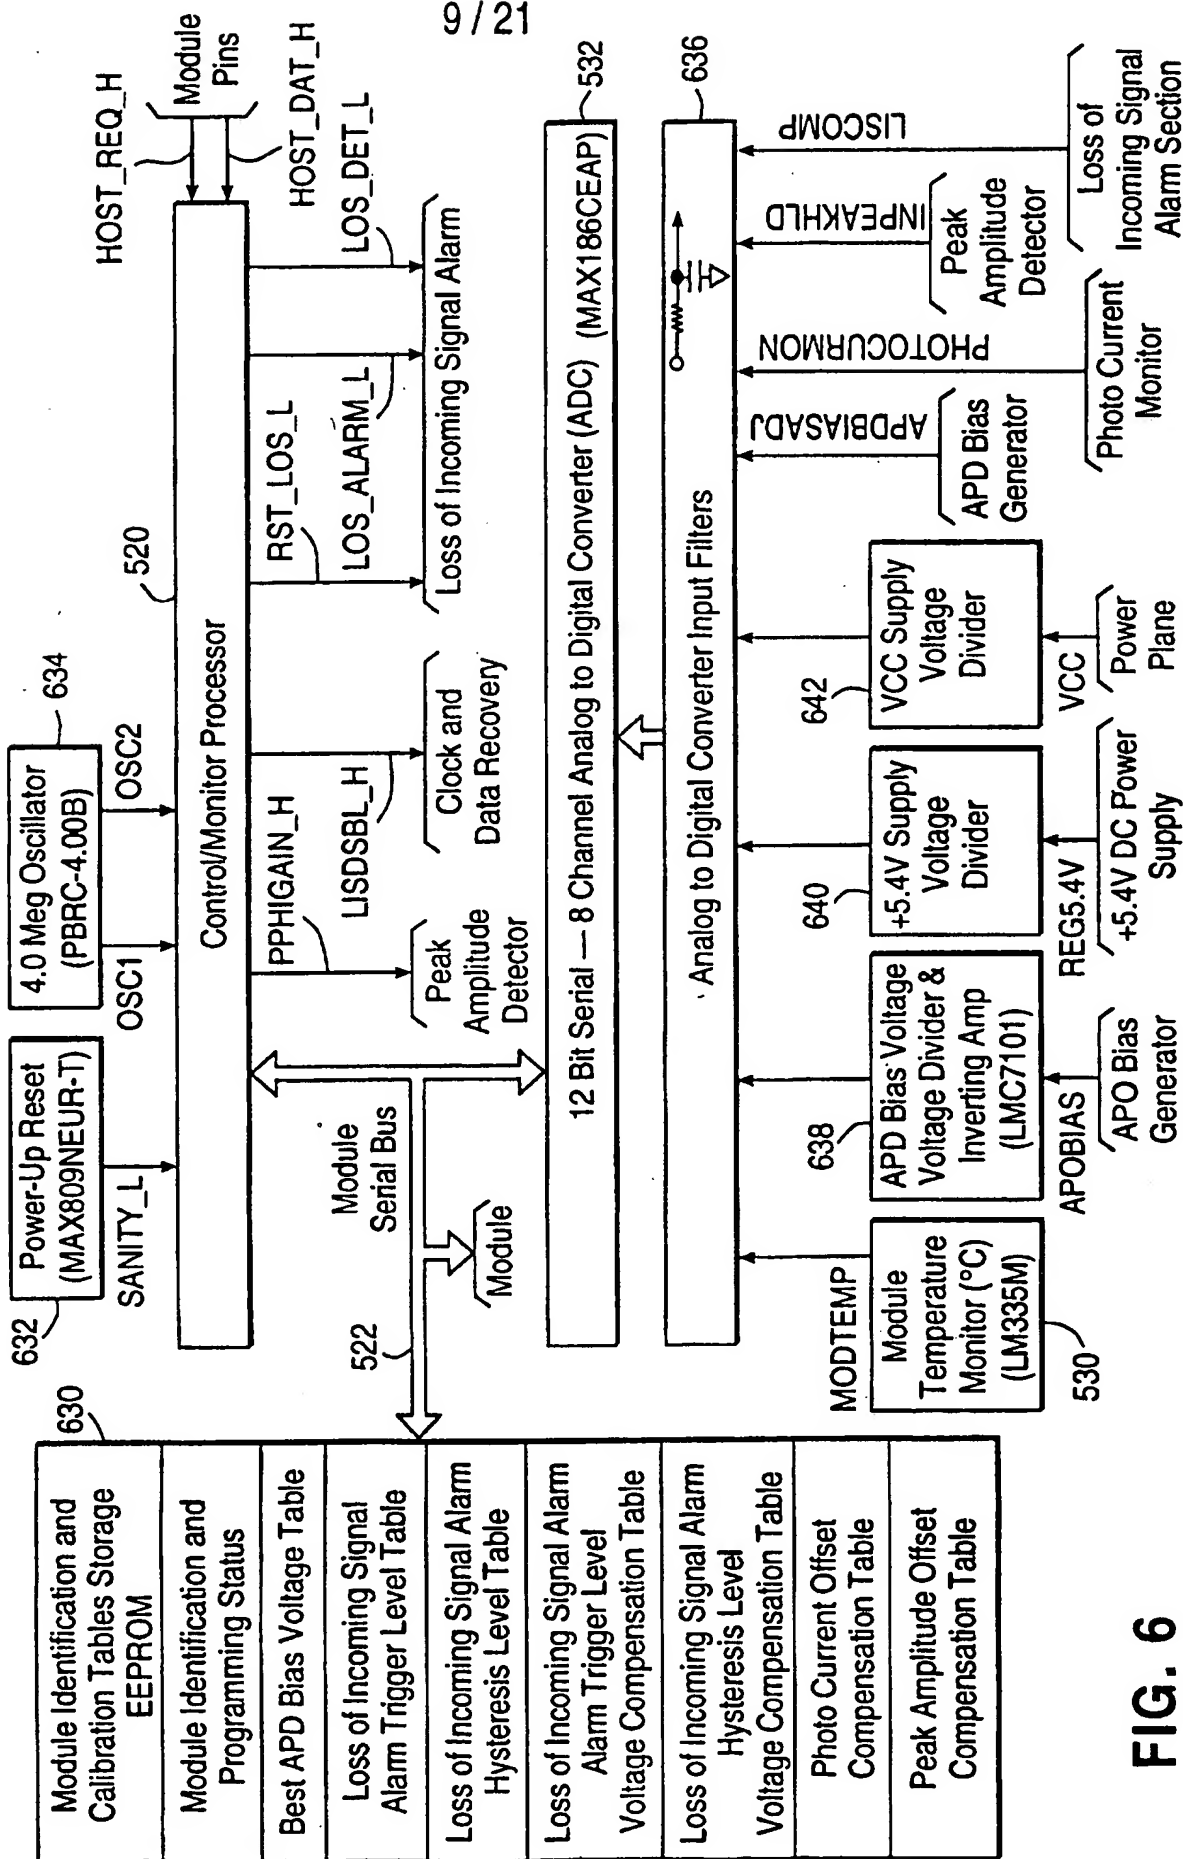 9/21
Module Identification and
Calibration Tables Storage
EEPROM
630
Module Identification and
Programming Status
Best APD Bias Voltage Table
Loss of Incoming Signal
Alarm Trigger Level Table
Loss of Incoming Signal Alarm
Hysteresis Level Table
Loss of Incoming Signal Alarm
Alarm Trigger Level
Voltage Compensation Table
Loss of Incoming Signal Alarm
Hysteresis Level
Voltage Compensation Table
Photo Current Offset
Compensation Table
Peak Amplitude Offset
Compensation Table
632
Power-Up Reset
(MAX809NEUR-T)
SANITY_L
4.0 Meg Oscillator
(PBRC-4.00B)
634
OSC1
OSC2
520
Control/Monitor Processor
HOST_REQ_H
Module
Pins
HOST_DAT_H
522
Module
Serial Bus
Module
PPHIGAIN_H
Peak
Amplitude
Detector
LISDSBL_H
Clock and
Data Recovery
RST_LOS_L
LOS_ALARM_L
LOS_DET_L
Loss of Incoming Signal Alarm
12 Bit Serial — 8 Channel Analog to Digital Converter (ADC) (MAX186CEAP)
532
Analog to Digital Converter Input Filters
636
MODTEMP
Module
Temperature
Monitor (°C)
(LM335M)
530
638
APD Bias Voltage
Voltage Divider &
Inverting Amp
(LMC7101)
APOBIAS
APO Bias
Generator
640
+5.4V Supply
Voltage
Divider
REG5.4V
+5.4V DC Power
Supply
642
VCC Supply
Voltage
Divider
VCC
Power
Plane
APDBIASADJ
APD Bias
Generator
PHOTOCURMON
Photo Current
Monitor
INPEAKHLD
Peak
Amplitude
Detector
LISCOMP
Loss of
Incoming Signal
Alarm Section
FIG. 6